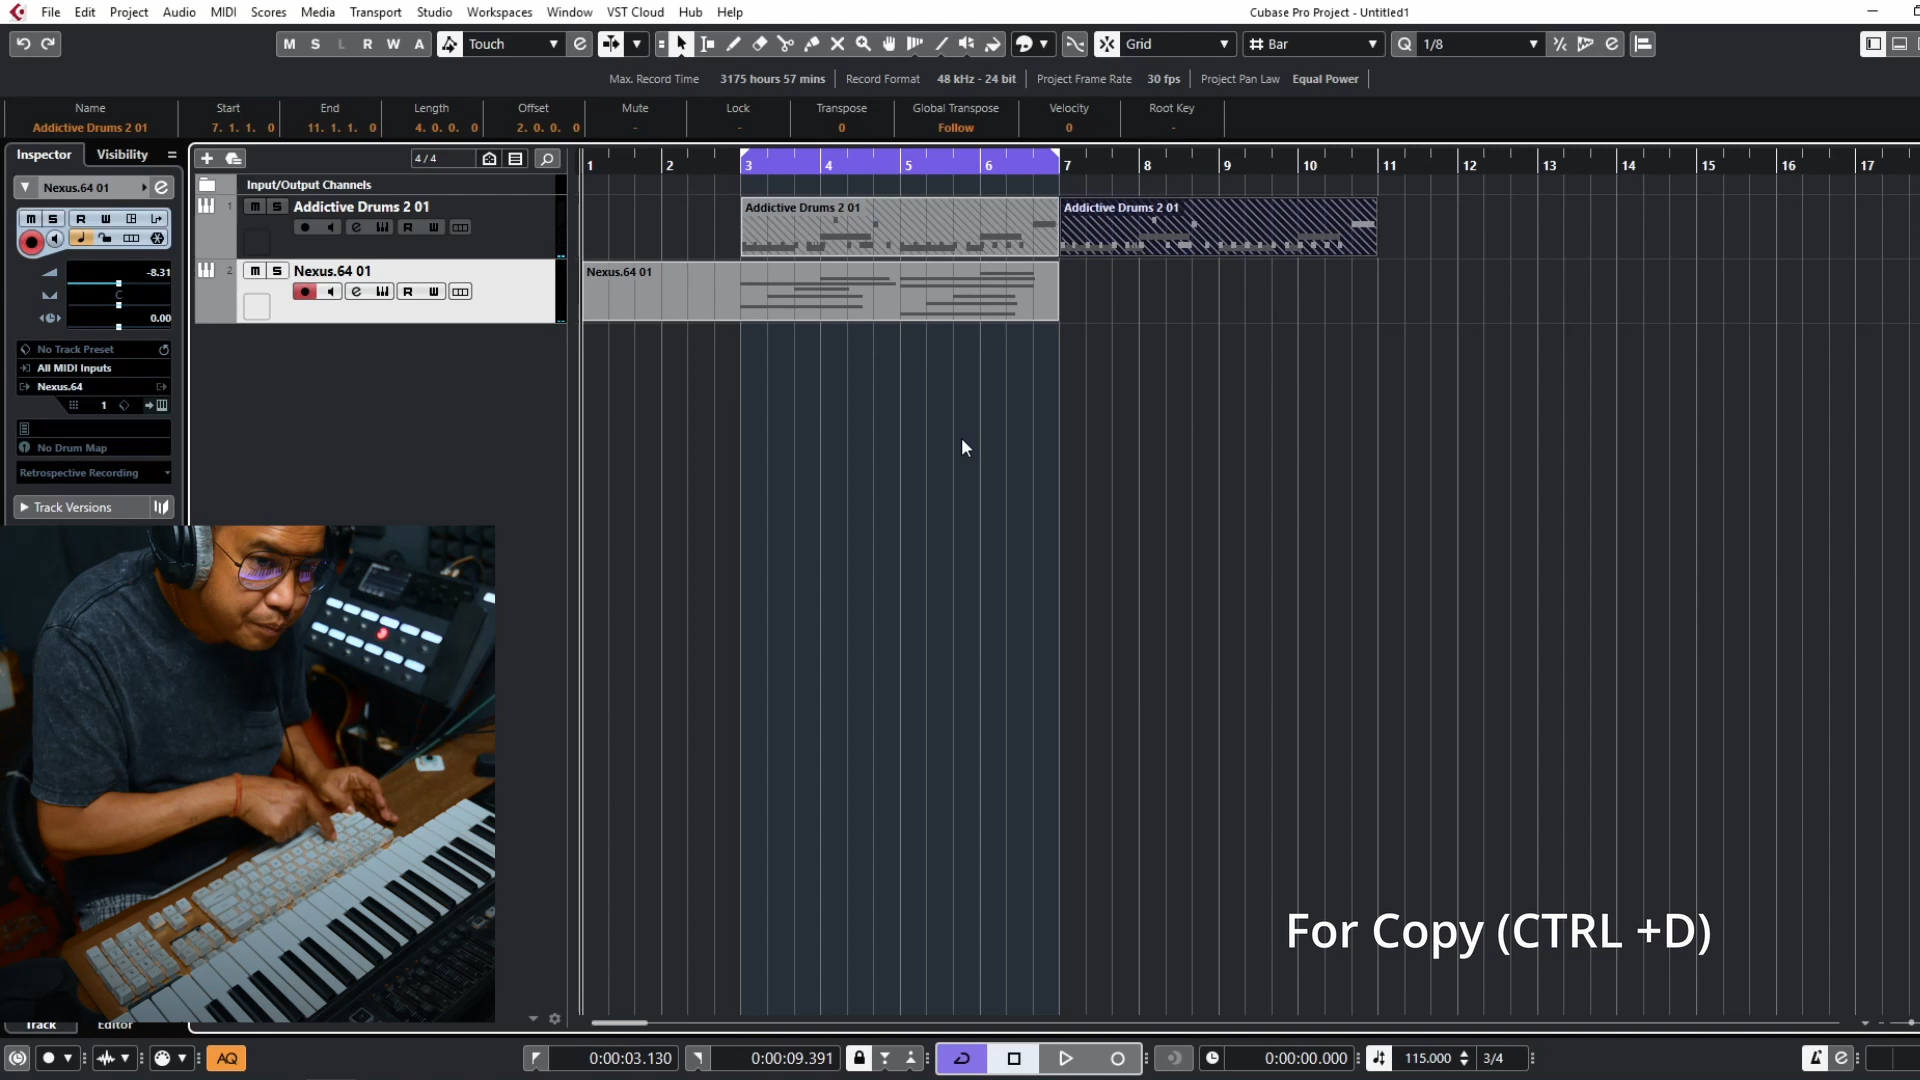 File Edit Project Audio MIDI Scores Media Transport Studio Workspaces Window VST Cloud Hub Help Cubase Pro Project - Untitled1
M S L R W A Touch Grid Bar Q 1/8
Max. Record Time 3175 hours 57 mins Record Format 48 kHz - 24 bit Project Frame Rate 30 fps Project Pan Law Equal Power
Name Start End Length Offset Mute Lock Transpose Global Transpose Velocity Root Key
Addictive Drums 2 01 7. 1. 1. 0 11. 1. 1. 0 4. 0. 0. 0 2. 0. 0. 0 - - 0 Follow 0 -
Inspector Visibility 4/4 1 2 3 4 5 6 7 8 9 10 11 12 13 14 15 16 17
Nexus.64 01
Input/Output Channels
1 m S Addictive Drums 2 01 Addictive Drums 2 01 Addictive Drums 2 01
m S R W
e R W
2 m S Nexus.64 01 Nexus.64 01
-8.31
e R W
C
0.00
No Track Preset
All MIDI Inputs
Nexus.64
1
No Drum Map
Retrospective Recording
Track Versions
For Copy (CTRL +D)
Track Editor
AQ 0:00:03.130 0:00:09.391 0:00:00.000 115.000 3/4